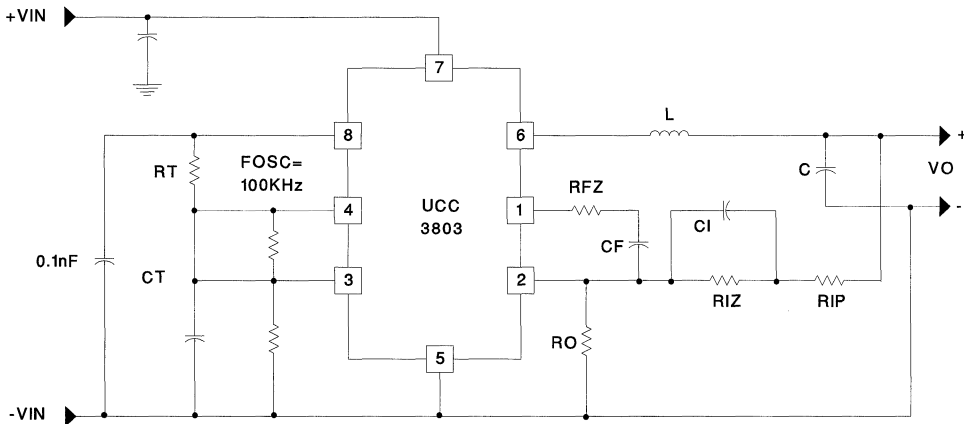 +VIN
7
8
6
L
+
RT
FOSC=
100KHz
C
VO
RFZ
-
4
UCC
3803
1
CI
CF
0.1nF
CT
3
2
RIZ
RIP
RO
5
-VIN